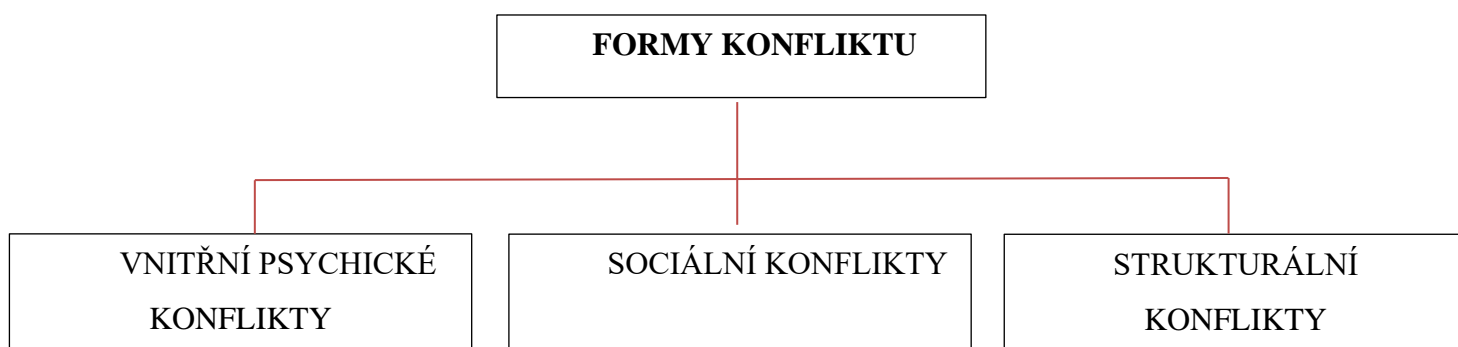 FORMY KONFLIKTU
VNITŘNÍ PSYCHICKÉ
KONFLIKTY
SOCIÁLNÍ KONFLIKTY
STRUKTURÁLNÍ
KONFLIKTY